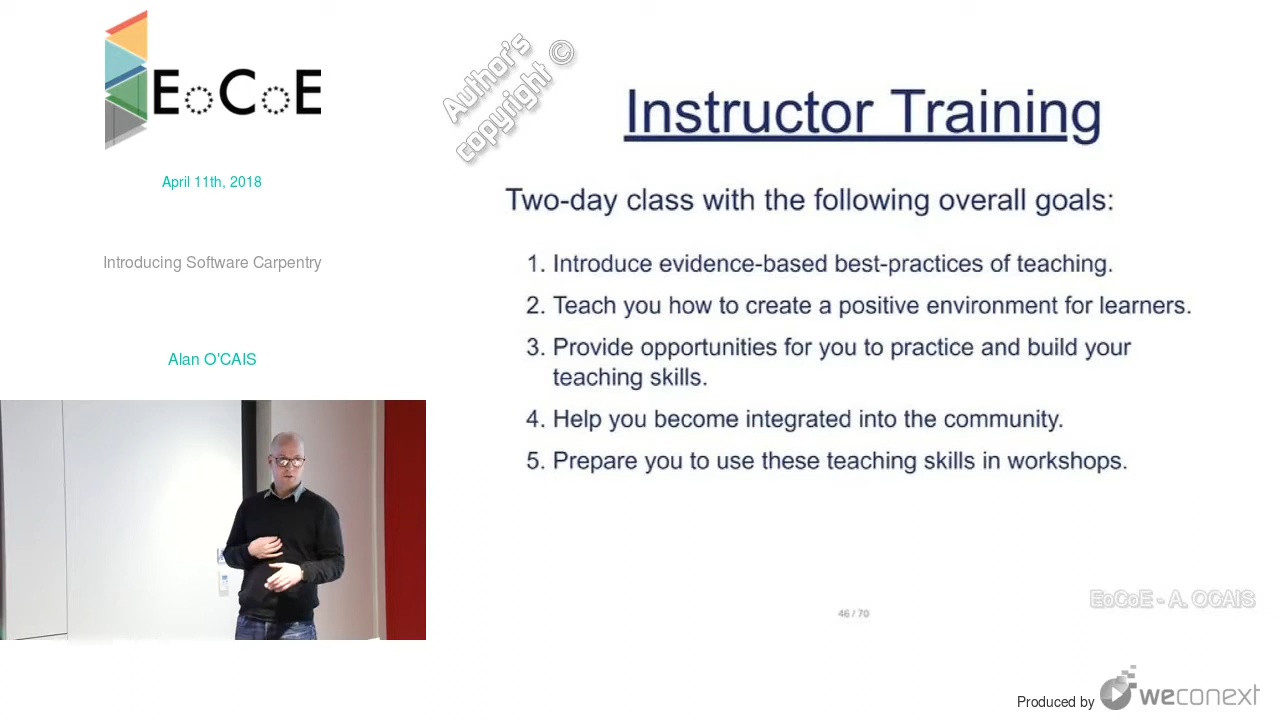 EoCoE
April 11th, 2018
Introducing Software Carpentry
Alan O'CAIS
Author's
copyright ©
Instructor Training
Two-day class with the following overall goals:
1. Introduce evidence-based best-practices of teaching.
2. Teach you how to create a positive environment for learners.
3. Provide opportunities for you to practice and build your
teaching skills.
4. Help you become integrated into the community.
5. Prepare you to use these teaching skills in workshops.
EoCoE - A. OCAIS
46 / 70
Produced by weconext